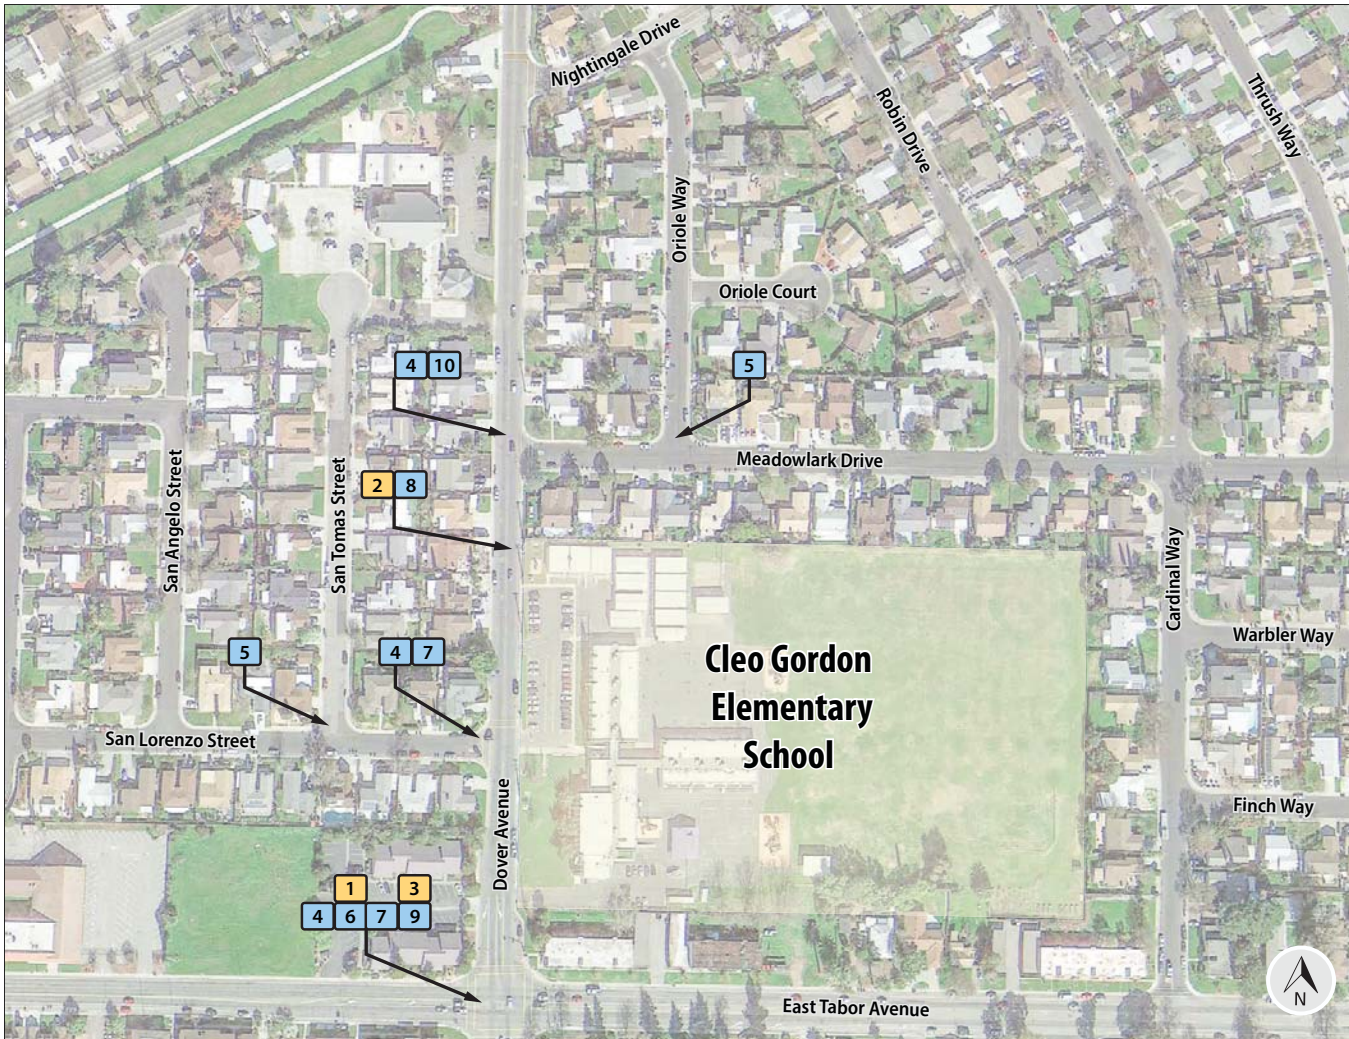 Nightingale Drive
Robin Drive
Thrush Way
Oriole Way
Oriole Court
4 10
5
Meadowlark Drive
San Angelo Street
San Tomas Street
2 8
Cardinal Way
Warbler Way
5
4 7
Cleo Gordon
Elementary
School
San Lorenzo Street
Dover Avenue
Finch Way
1 3
4 6 7 9
East Tabor Avenue
N